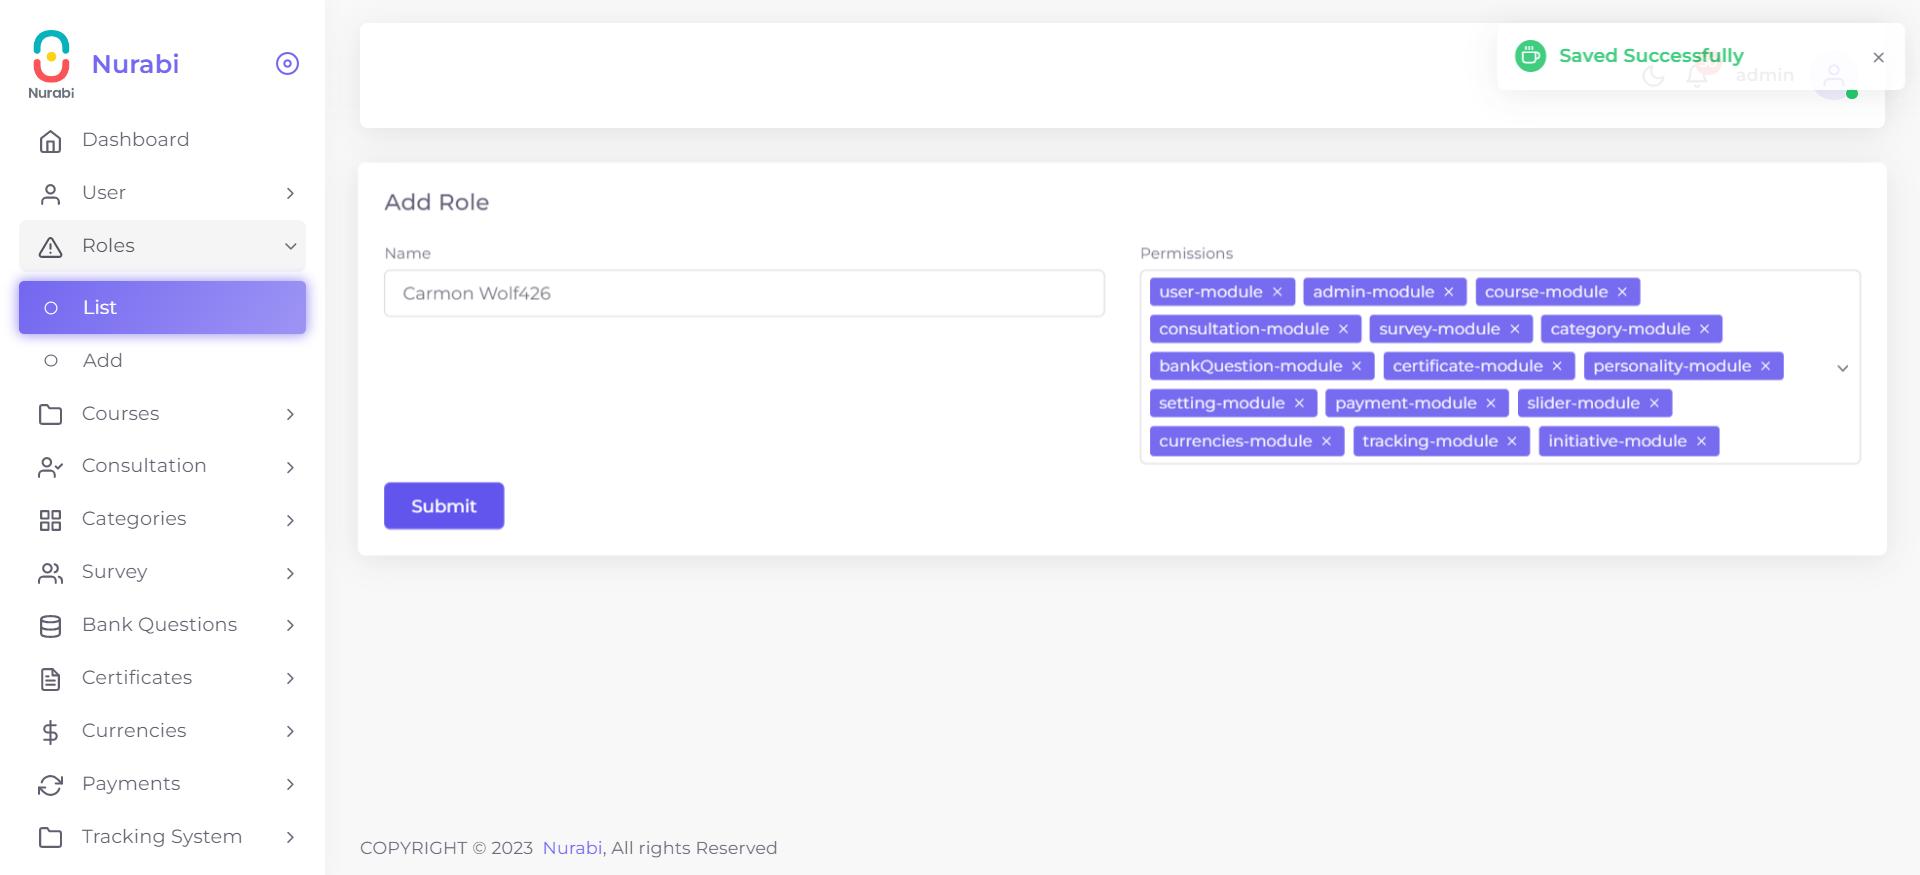 Nurabi
Nurabi
Dashboard
User
Roles
List
Add
Courses
Consultation
Categories
Survey
Bank Questions
Certificates
Currencies
Payments
Tracking System
Saved Successfully
admin
Add Role
Name
Carmon Wolf426
Permissions
user-module × admin-module × course-module ×
consultation-module × survey-module × category-module ×
bankQuestion-module × certificate-module × personality-module ×
setting-module × payment-module × slider-module ×
currencies-module × tracking-module × initiative-module ×
Submit
COPYRIGHT © 2023 Nurabi, All rights Reserved